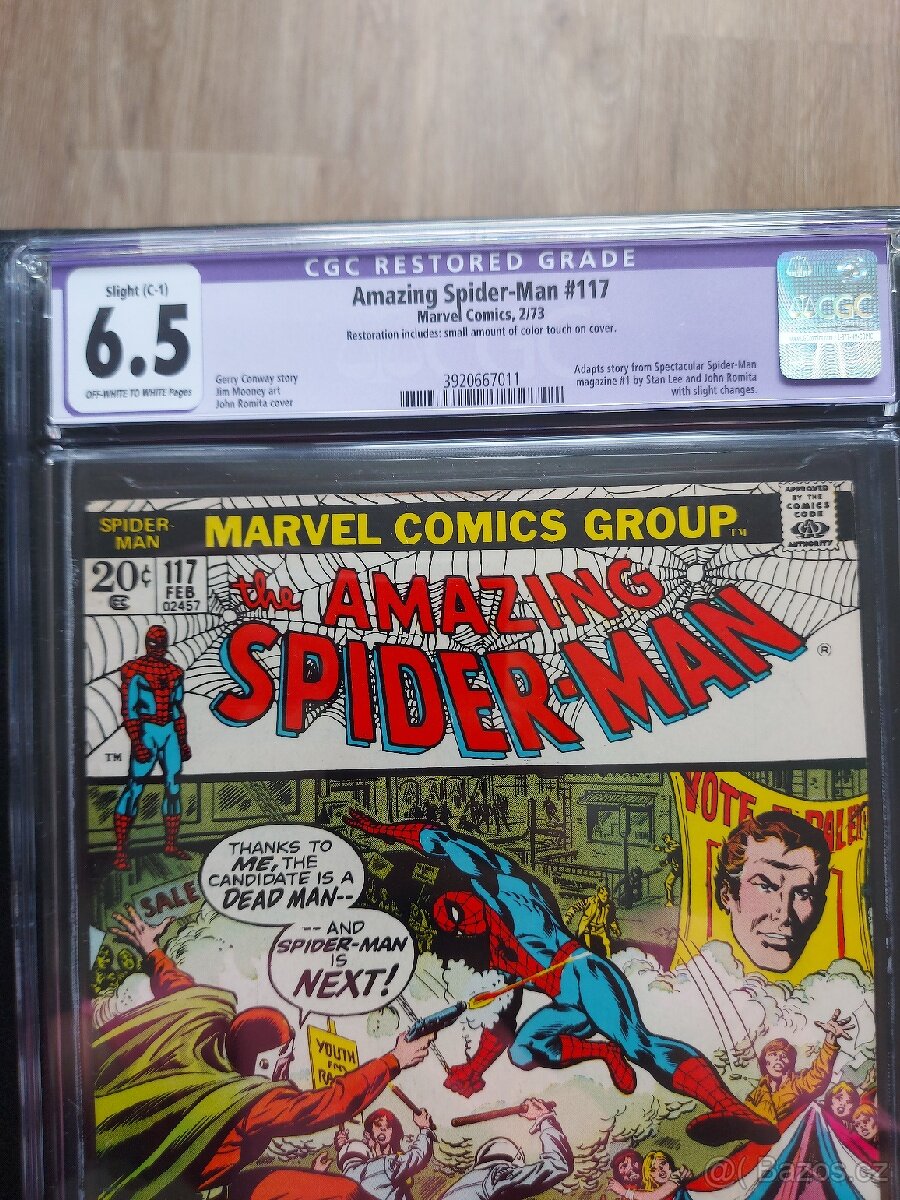 CGC RESTORED GRADE
Slight (C-1)
6.5
OFF-WHITE TO WHITE Pages
Amazing Spider-Man #117
Marvel Comics, 2/73
Restoration includes: small amount of color touch on cover.
Gerry Conway story
Jim Mooney art
John Romita cover
3920667011
Adapts story from Spectacular Spider-Man
magazine #1 by Stan Lee and John Romita
with slight changes.
CGC
SPIDER-
MAN
MARVEL COMICS GROUP
TM
APPROVED
BY THE
COMICS
CODE
AUTHORITY
20¢
117
FEB
02457
the AMAZING
SPIDER-MAN
®
TM
VOTE
SALE
THANKS TO
ME, THE
CANDIDATE IS A
DEAD MAN--
-- AND
SPIDER-MAN
IS
NEXT!
YOUTH
FOR
Bazos.cz